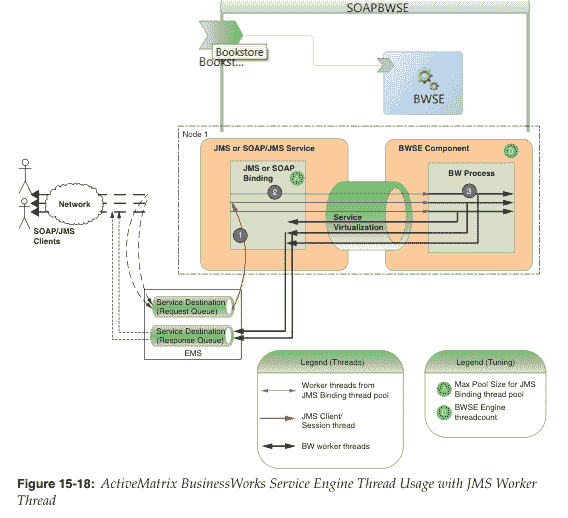 SOAPBWSE
Bookstore
Bookst...
BWSE
Node 1
JMS or SOAP/JMS Service
BWSE Component
JMS or SOAP
Binding
BW Process
2
3
Network
SOAP/JMS
Clients
Service
Virtualization
1
Service Destination
(Request Queue)
Service Destination
(Response Queue)
EMS
Legend (Threads)
Worker threads from
JMS Binding thread pool
JMS Client/
Session thread
BW worker threads
Legend (Tuning)
Max Pool Size for JMS
Binding thread pool
BWSE Engine
threadcount
Figure 15-18: ActiveMatrix BusinessWorks Service Engine Thread Usage with JMS Worker
Thread